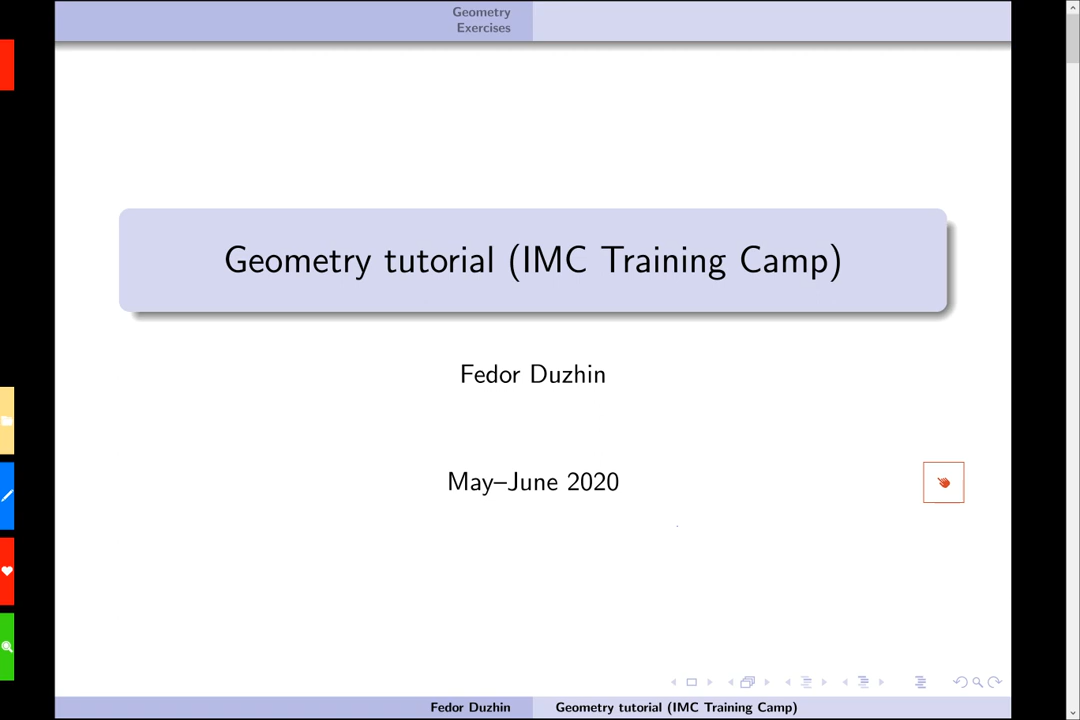 Geometry
Exercises
Geometry tutorial (IMC Training Camp)
Fedor Duzhin
May–June 2020
Fedor Duzhin
Geometry tutorial (IMC Training Camp)